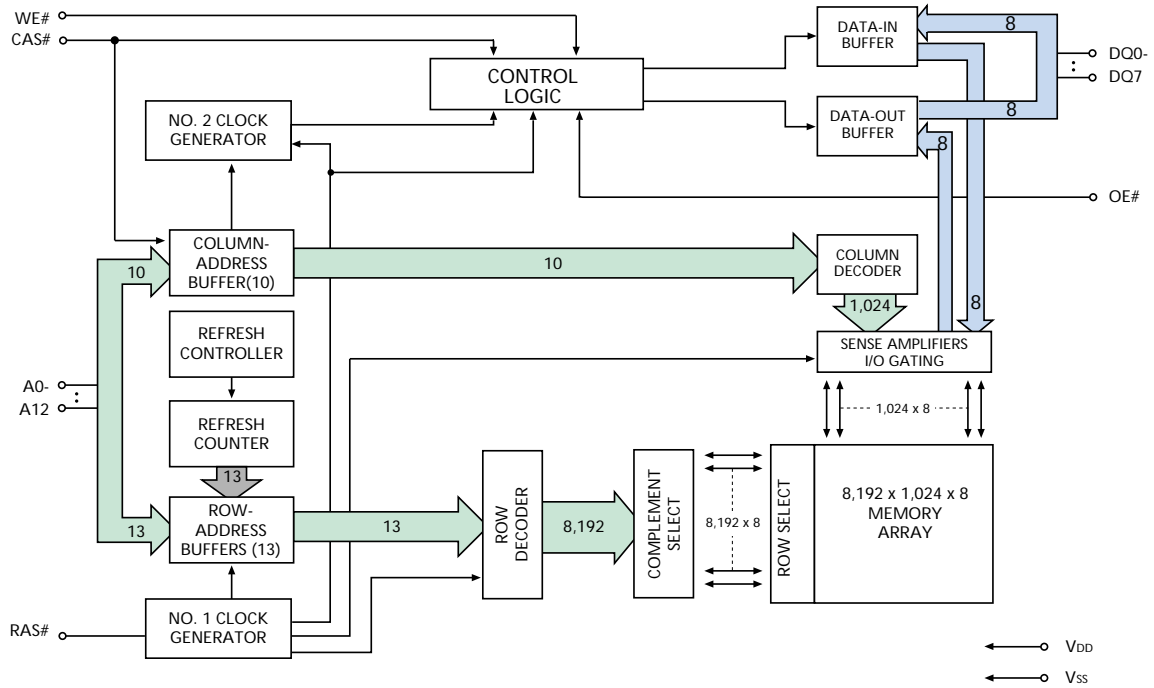 WE#
CAS#
CONTROL
LOGIC
DATA-IN
BUFFER
8
DQ0-
DQ7
DATA-OUT
BUFFER
8
8
NO. 2 CLOCK
GENERATOR
OE#
COLUMN-
ADDRESS
BUFFER(10)
10
10
COLUMN
DECODER
1,024
8
REFRESH
CONTROLLER
SENSE AMPLIFIERS
I/O GATING
A0-
A12
REFRESH
COUNTER
1,024 x 8
13
ROW-
ADDRESS
BUFFERS (13)
13
13
ROW
DECODER
8,192
COMPLEMENT
SELECT
8,192 x 8
ROW SELECT
8,192 x 1,024 x 8
MEMORY
ARRAY
RAS#
NO. 1 CLOCK
GENERATOR
VDD
VSS